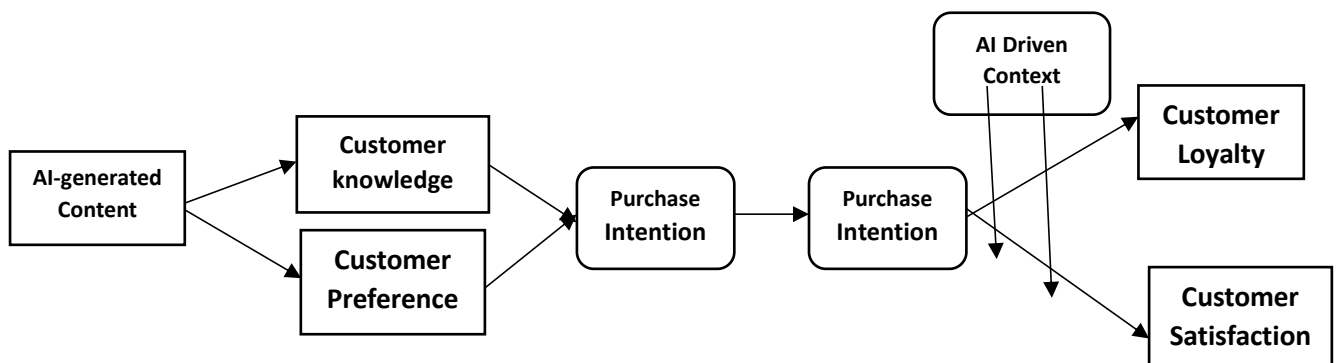 AI Driven
Context
Customer
Loyalty
Customer
knowledge
AI-generated
Content
Purchase
Intention
Purchase
Intention
Customer
Preference
Customer
Satisfaction